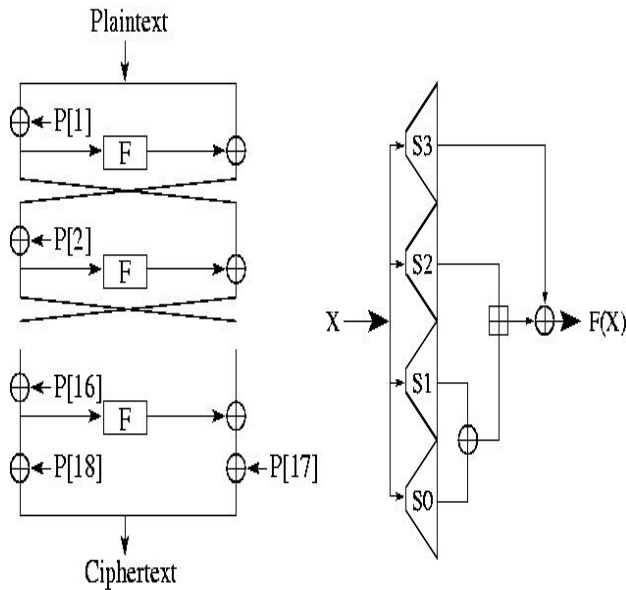 Plaintext
P[1]
F
P[2]
F
P[16]
F
P[18]
P[17]
Ciphertext
S3
S2
X
F(X)
S1
S0